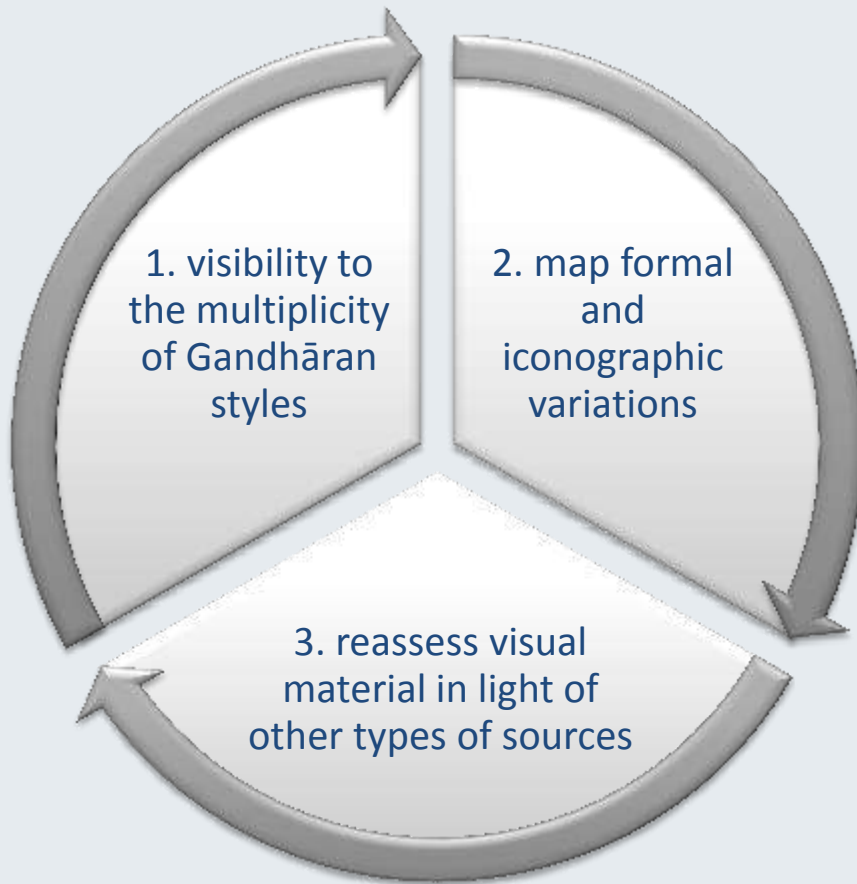 1. visibility to
the multiplicity
of Gandhāran
styles
2. map formal
and
iconographic
variations
3. reassess visual
material in light of
other types of sources